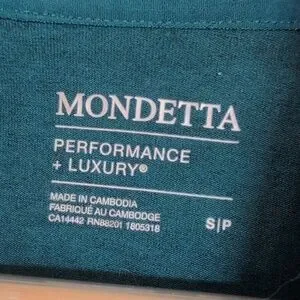 MONDETTA
PERFORMANCE
+ LUXURY®
MADE IN CAMBODIA
FABRIQUÉ AU CAMBODGE
CA14442 RN88201 1805318
S|P